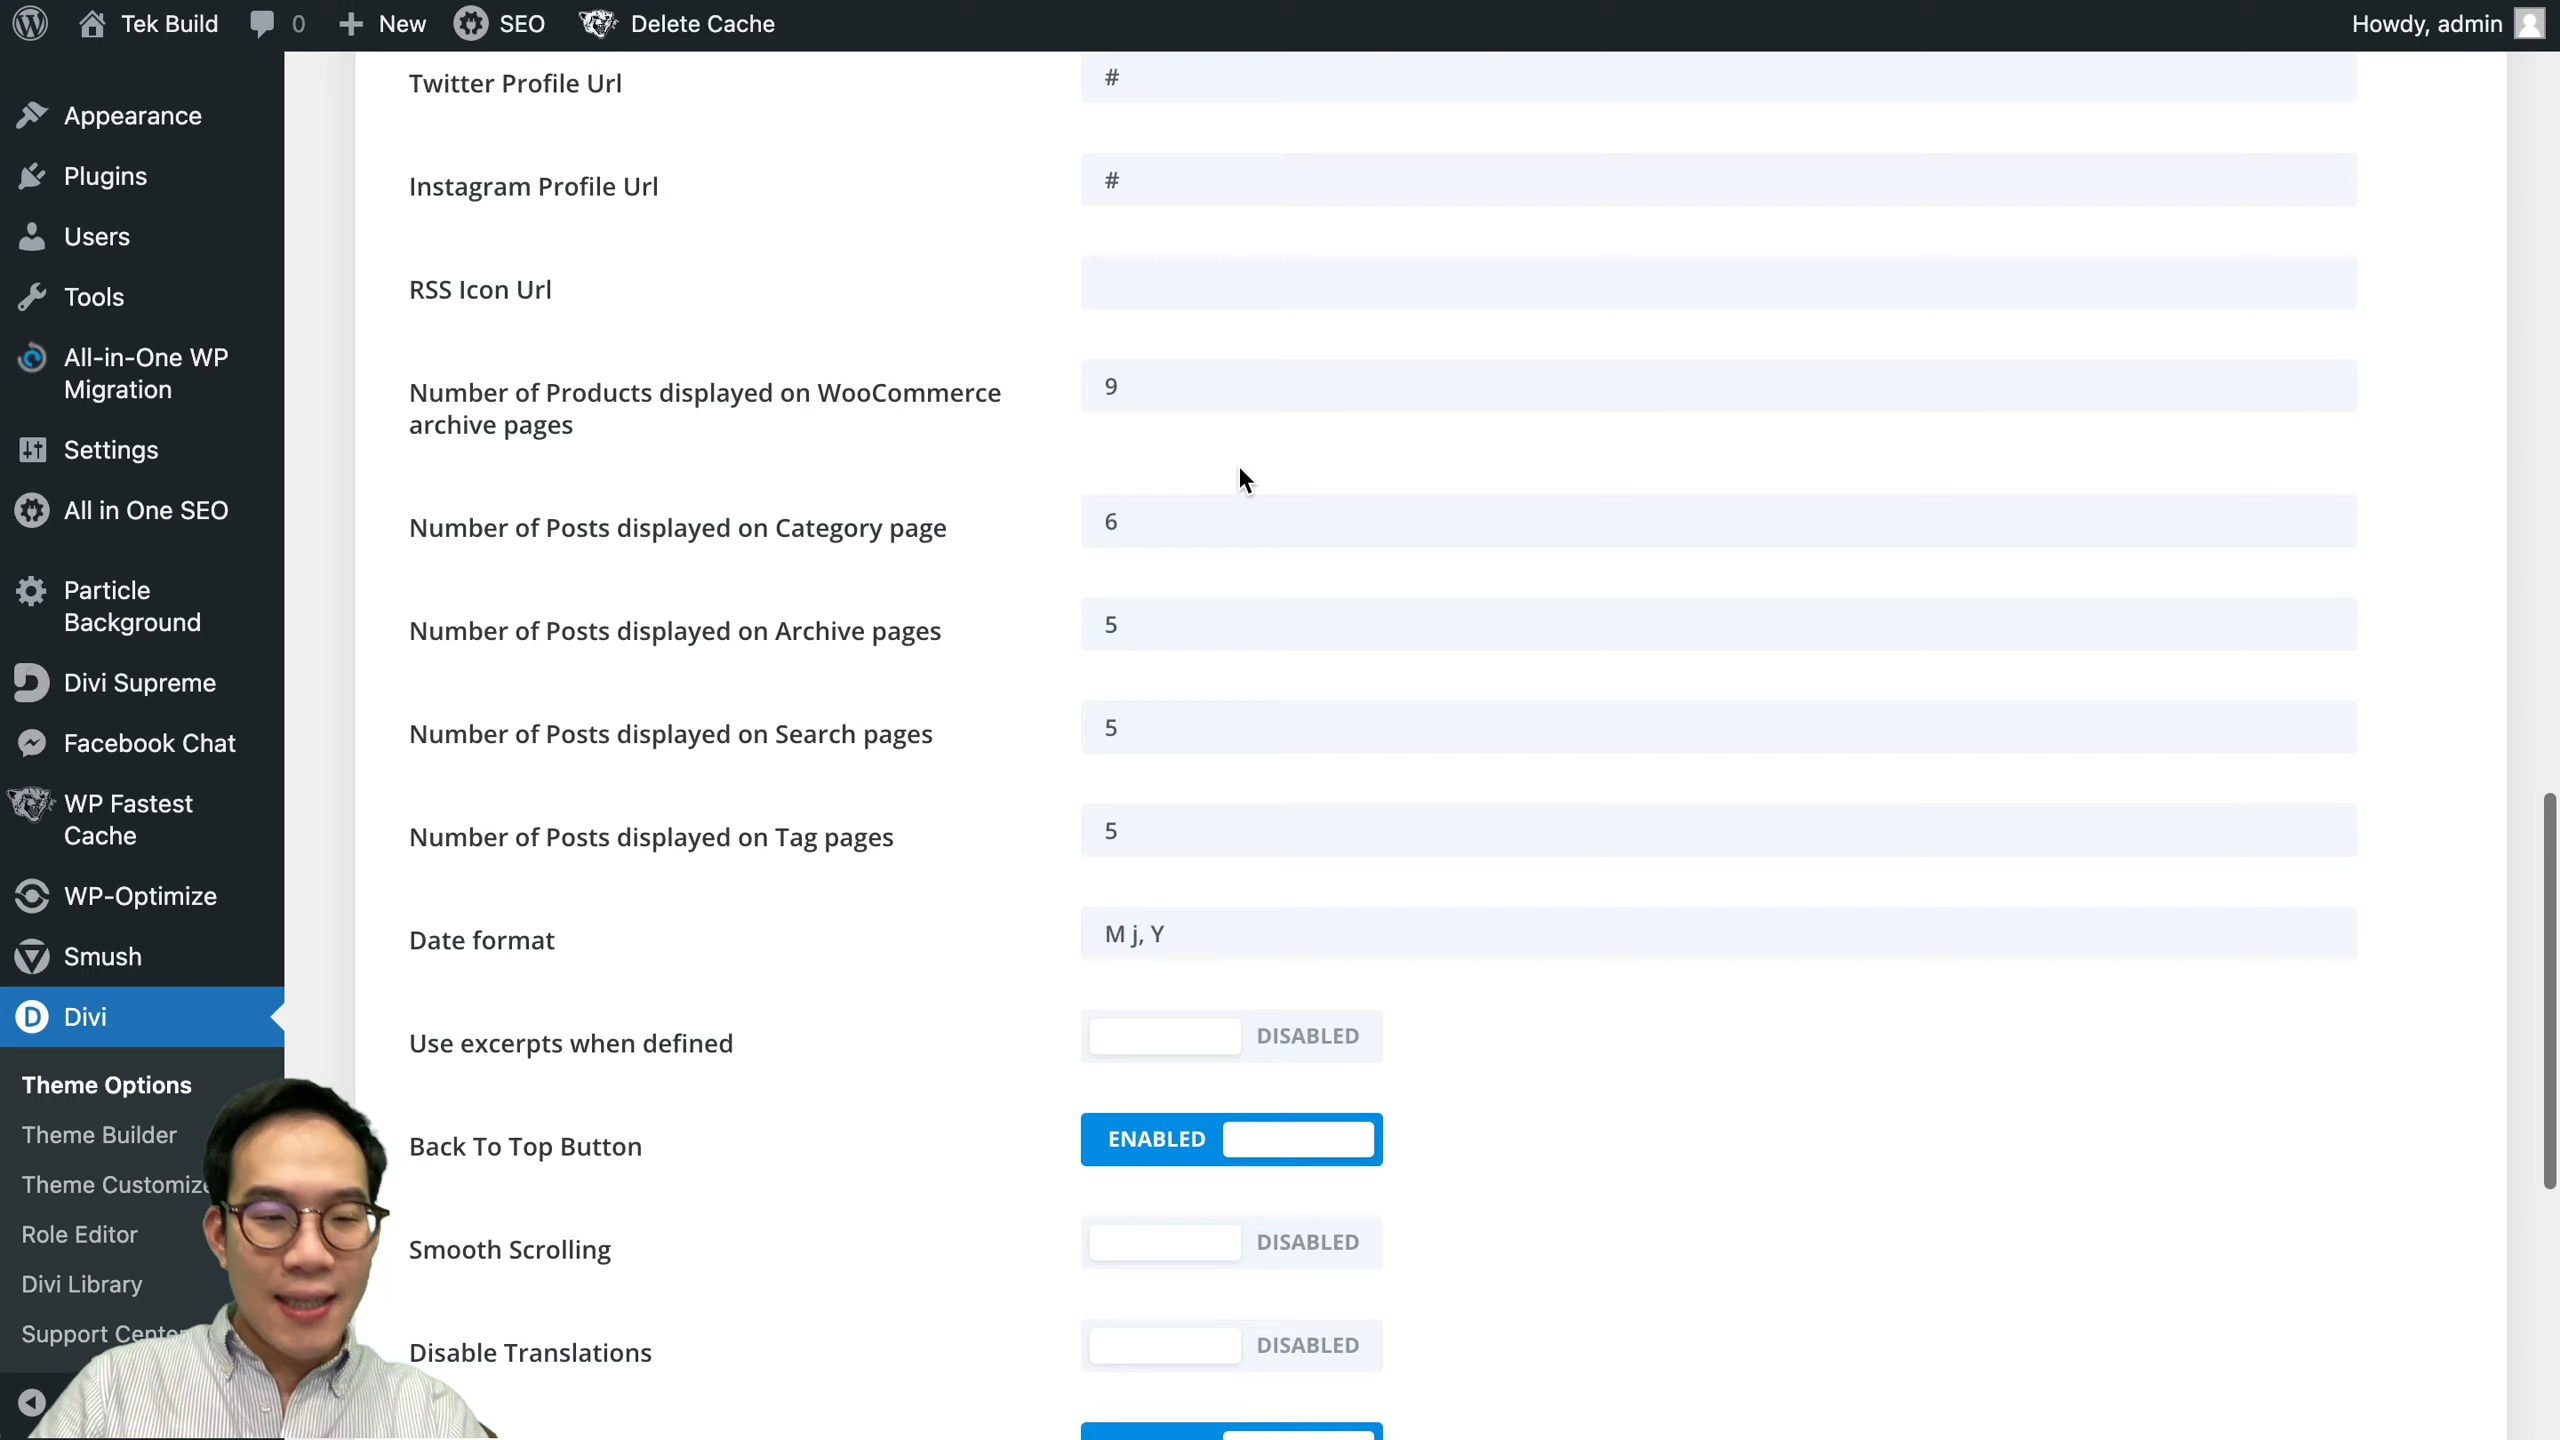 Tek Build
0
New
SEO
Delete Cache
Howdy, admin
Appearance
Plugins
Users
Tools
All-in-One WP
Migration
Settings
All in One SEO
Particle
Background
Divi Supreme
Facebook Chat
WP Fastest
Cache
WP-Optimize
Smush
Divi
Theme Options
Theme Builder
Theme Customize
Role Editor
Divi Library
Support Center
Twitter Profile Url
#
Instagram Profile Url
#
RSS Icon Url
Number of Products displayed on WooCommerce
archive pages
9
Number of Posts displayed on Category page
6
Number of Posts displayed on Archive pages
5
Number of Posts displayed on Search pages
5
Number of Posts displayed on Tag pages
5
Date format
M j, Y
Use excerpts when defined
DISABLED
Back To Top Button
ENABLED
Smooth Scrolling
DISABLED
Disable Translations
DISABLED